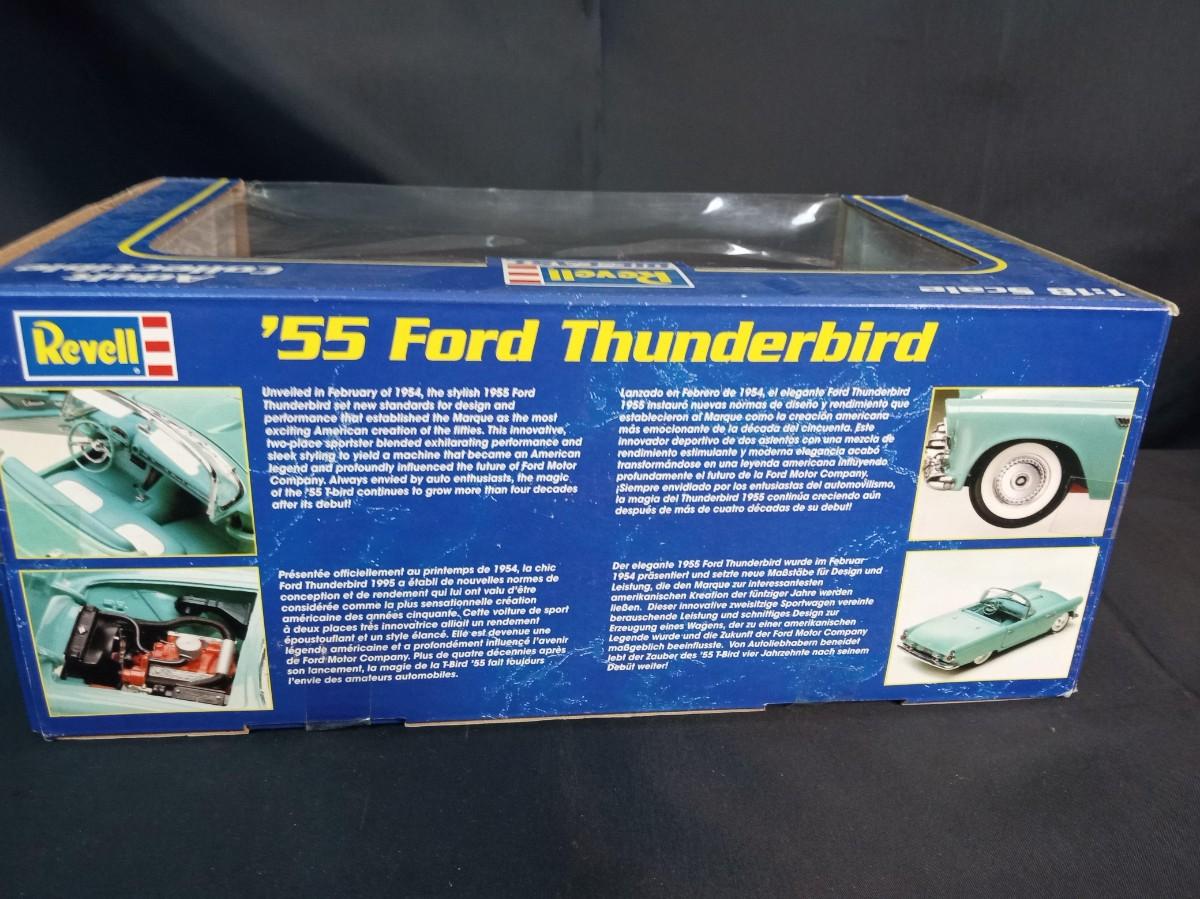 Adult
Collectibles
Revell
1:18 Scale
Revell
'55 Ford Thunderbird
Unveiled in February of 1954, the stylish 1955 Ford
Thunderbird set new standards for design and
performance that established the Marque as the most
exciting American creation of the fifties. This innovative,
two-place sportster blended exhilarating performance and
sleek styling to yield a machine that became an American
legend and profoundly influenced the future of Ford Motor
Company. Always envied by auto enthusiasts, the magic
of the '55 T-bird continues to grow more than four decades
after its debut!
Lanzado en Febrero de 1954, el elegante Ford Thunderbird
1955 instauró nuevas normas de diseño y rendimiento que
establecieron al Marque como la creación americana
más emocionante de la década del cincuenta. Este
innovador deportivo de dos asientos con una mezcla de
rendimiento estimulante y moderna elegancia acabó
transformándose en una leyenda americana influyendo
profundamente el futuro de la Ford Motor Company.
¡Siempre envidiado por los entusiastas del automovilismo,
la magia del Thunderbird 1955 continúa creciendo aún
después de más de cuatro décadas de su debut!
Présentée officiellement au printemps de 1954, la chic
Ford Thunderbird 1995 a établi de nouvelles normes de
conception et de rendement qui lui ont valu d'être
considérée comme la plus sensationnelle création
américaine des années cinquante. Cette voiture de sport
à deux places très innovatrice alliait un rendement
époustouflant et un style élancé. Elle est devenue une
légende américaine et a profondément influencé l'avenir
de Ford Motor Company. Plus de quatre décennies après
son lancement, la magie de la T-Bird '55 fait toujours
l'envie des amateurs automobiles.
Der elegante 1955 Ford Thunderbird wurde im Februar
1954 präsentiert und setzte neue Maßstäbe für Design und
Leistung, die den Marque zur interessantesten
amerikanischen Kreation der fünfziger Jahre werden
ließen. Dieser innovative zweisitzige Sportwagen vereinte
berauschende Leistung und schniffiges Design zur
Erzeugung eines Wagens, der zu einer amerikanischen
Legende wurde und die Zukunft der Ford Motor Company
maßgeblich beeinflusste. Von Autoliebhabern beneidet
lebt der Zauber des '55 T-Bird vier Jahrzehnte nach seinem
Debüt weiter!